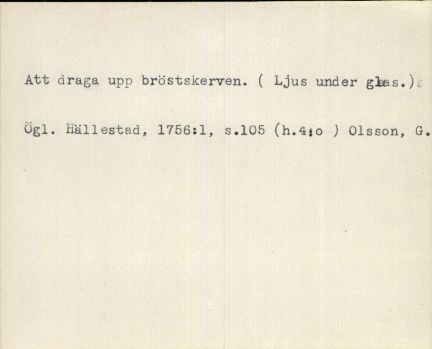 Att draga upp bröstskerven. ( Ljus under glas.)
Ögl. Hällestad, 1756:1, s.105 (h.4:o ) Olsson, G.